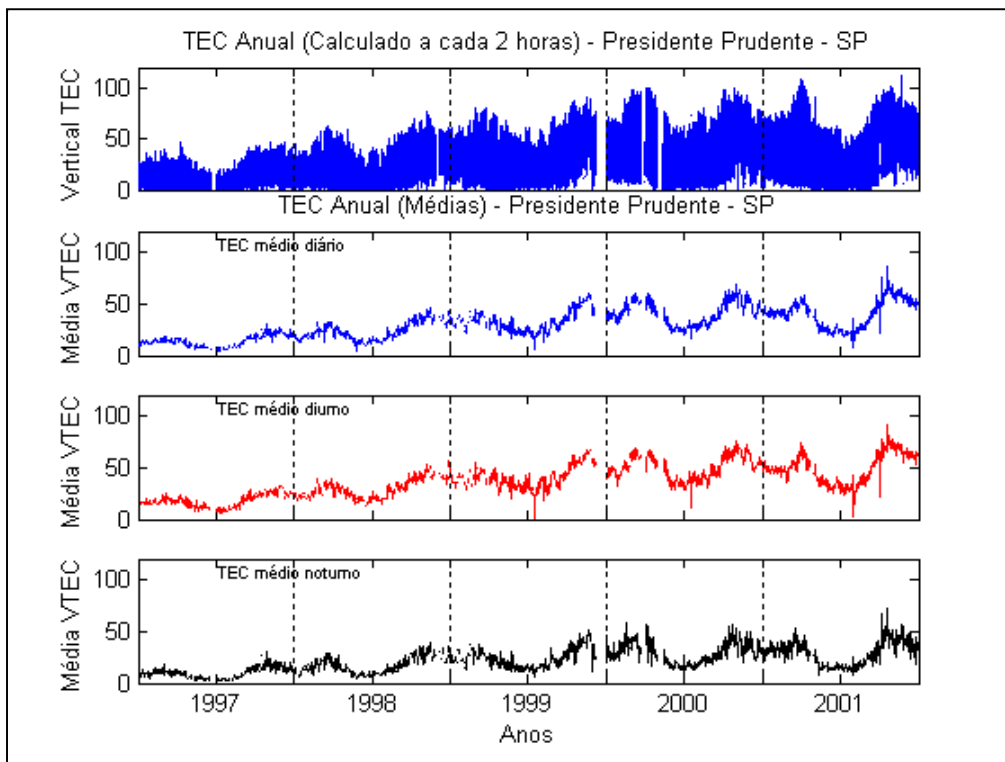 TEC Anual (Calculado a cada 2 horas) - Presidente Prudente - SP
Vertical TEC
100
50
0
TEC Anual (Médias) - Presidente Prudente - SP
Média VTEC
100
50
0
TEC médio diário
Média VTEC
100
50
0
TEC médio diurno
Média VTEC
100
50
0
TEC médio noturno
1997 1998 1999 2000 2001
Anos